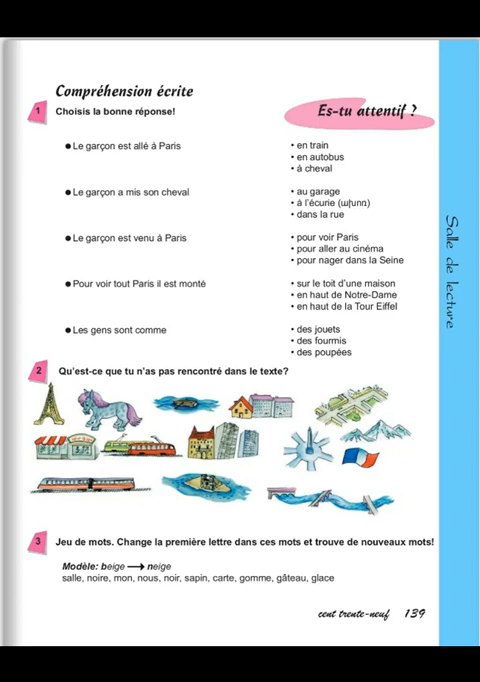 Compréhension écrite
1 Choisis la bonne réponse!
Es-tu attentif ?
● Le garçon est allé à Paris
• en train
• en autobus
• à cheval
● Le garçon a mis son cheval
• au garage
• à l'écurie (ախոռ)
• dans la rue
● Le garçon est venu à Paris
• pour voir Paris
• pour aller au cinéma
• pour nager dans la Seine
● Pour voir tout Paris il est monté
• sur le toit d'une maison
• en haut de Notre-Dame
• en haut de la Tour Eiffel
● Les gens sont comme
• des jouets
• des fourmis
• des poupées
Salle de lecture
2 Qu'est-ce que tu n'as pas rencontré dans le texte?
3 Jeu de mots. Change la première lettre dans ces mots et trouve de nouveaux mots!
Modèle: beige → neige
salle, noire, mon, nous, noir, sapin, carte, gomme, gâteau, glace
cent trente-neuf 139